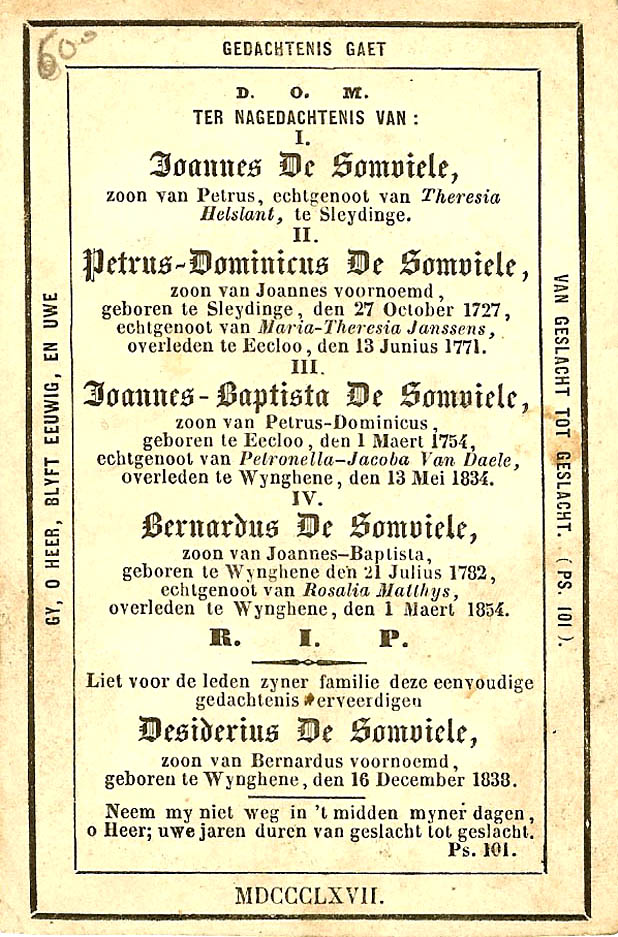 600
GEDACHTENIS GAET
D. O. M.
TER NAGEDACHTENIS VAN :
I.
Joannes De Somviele,
zoon van Petrus, echtgenoot van Theresia
Helslant, te Sleydinge.
II.
Petrus-Dominicus De Somviele,
zoon van Joannes voornoemd,
geboren te Sleydinge, den 27 October 1727,
echtgenoot van Maria-Theresia Janssens,
overleden te Eecloo, den 13 Junius 1771.
III.
Joannes-Baptista De Somviele,
zoon van Petrus-Dominicus,
geboren te Eecloo, den 1 Maert 1754,
echtgenoot van Petronella-Jacoba Van Daele,
overleden te Wynghene, den 13 Mei 1834.
IV.
Bernardus De Somviele,
zoon van Joannes-Baptista,
geboren te Wynghene den 21 Julius 1782,
echtgenoot van Rosalia Matthys,
overleden te Wynghene, den 1 Maert 1854.
R. I. P.
Liet voor de leden zyner familie deze eenvoudige
gedachtenis verveerdigen
Desiderius De Somviele,
zoon van Bernardus voornoemd,
geboren te Wynghene, den 16 December 1838.
Neem my niet weg in 't midden myner dagen,
o Heer; uwe jaren duren van geslacht tot geslacht.
Ps. 101.
GY, O HEER, BLYFT EEUWIG, EN UWE
VAN GESLACHT TOT GESLACHT. (PS. 101).
MDCCCLXVII.